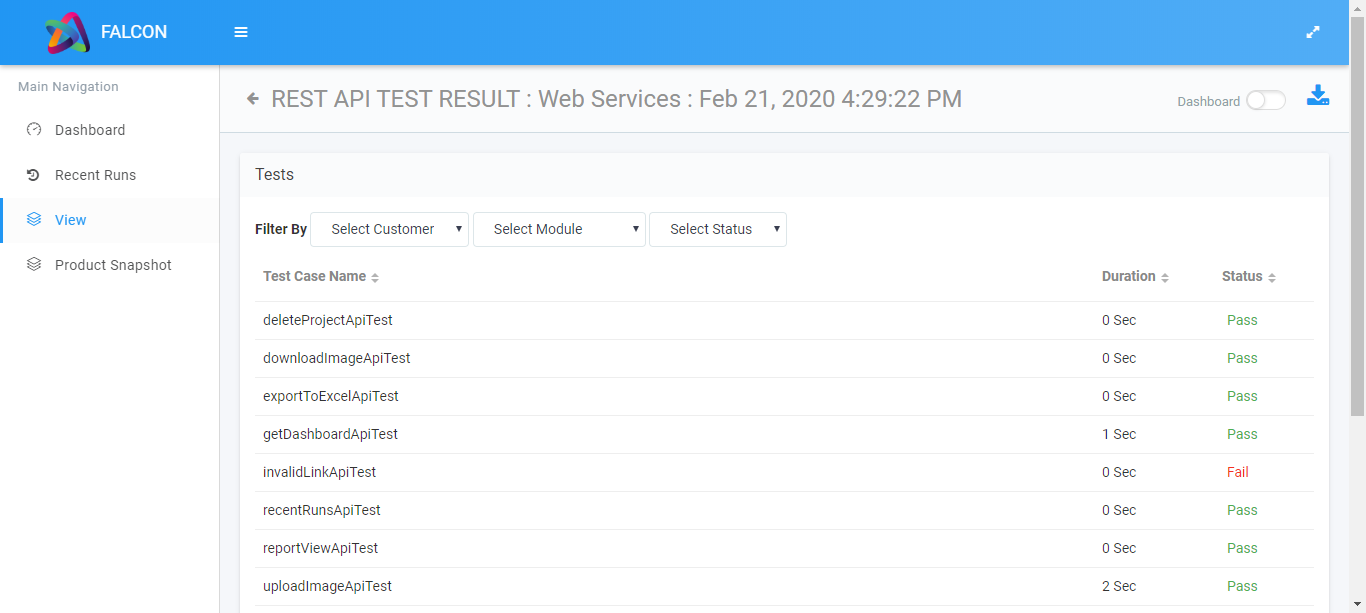 FALCON
Main Navigation
Dashboard
Recent Runs
View
Product Snapshot
REST API TEST RESULT : Web Services : Feb 21, 2020 4:29:22 PM
Dashboard
Tests
Filter By Select Customer Select Module Select Status
Test Case Name Duration Status
deleteProjectApiTest 0 Sec Pass
downloadImageApiTest 0 Sec Pass
exportToExcelApiTest 0 Sec Pass
getDashboardApiTest 1 Sec Pass
invalidLinkApiTest 0 Sec Fail
recentRunsApiTest 0 Sec Pass
reportViewApiTest 0 Sec Pass
uploadImageApiTest 2 Sec Pass